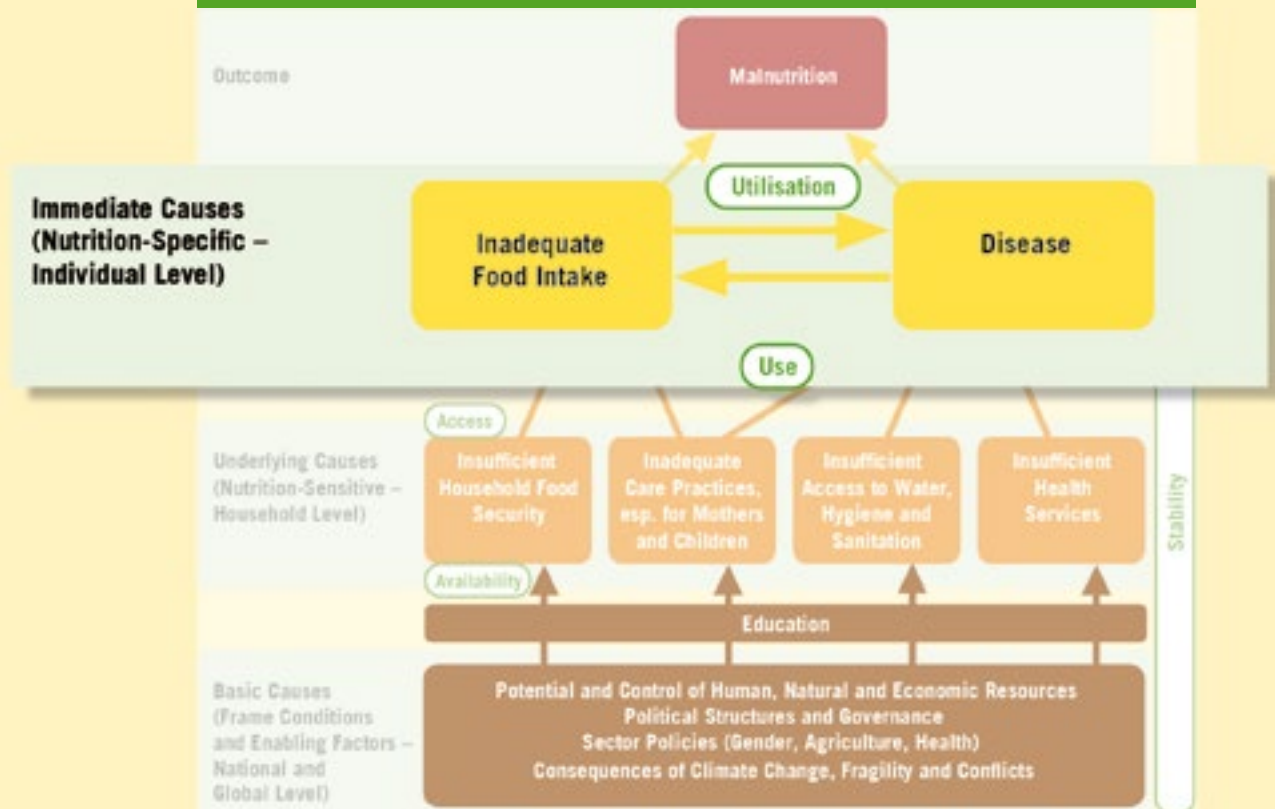 Outcome
Malnutrition
Immediate Causes
(Nutrition-Specific –
Individual Level)
Utilisation
Inadequate
Food Intake
Disease
Use
Access
Underlying Causes
(Nutrition-Sensitive –
Household Level)
Insufficient
Household Food
Security
Inadequate
Care Practices,
esp. for Mothers
and Children
Insufficient
Access to Water,
Hygiene and
Sanitation
Insufficient
Health
Services
Stability
Availability
Education
Basic Causes
(Frame Conditions
and Enabling Factors –
National and
Global Level)
Potential and Control of Human, Natural and Economic Resources
Political Structures and Governance
Sector Policies (Gender, Agriculture, Health)
Consequences of Climate Change, Fragility and Conflicts